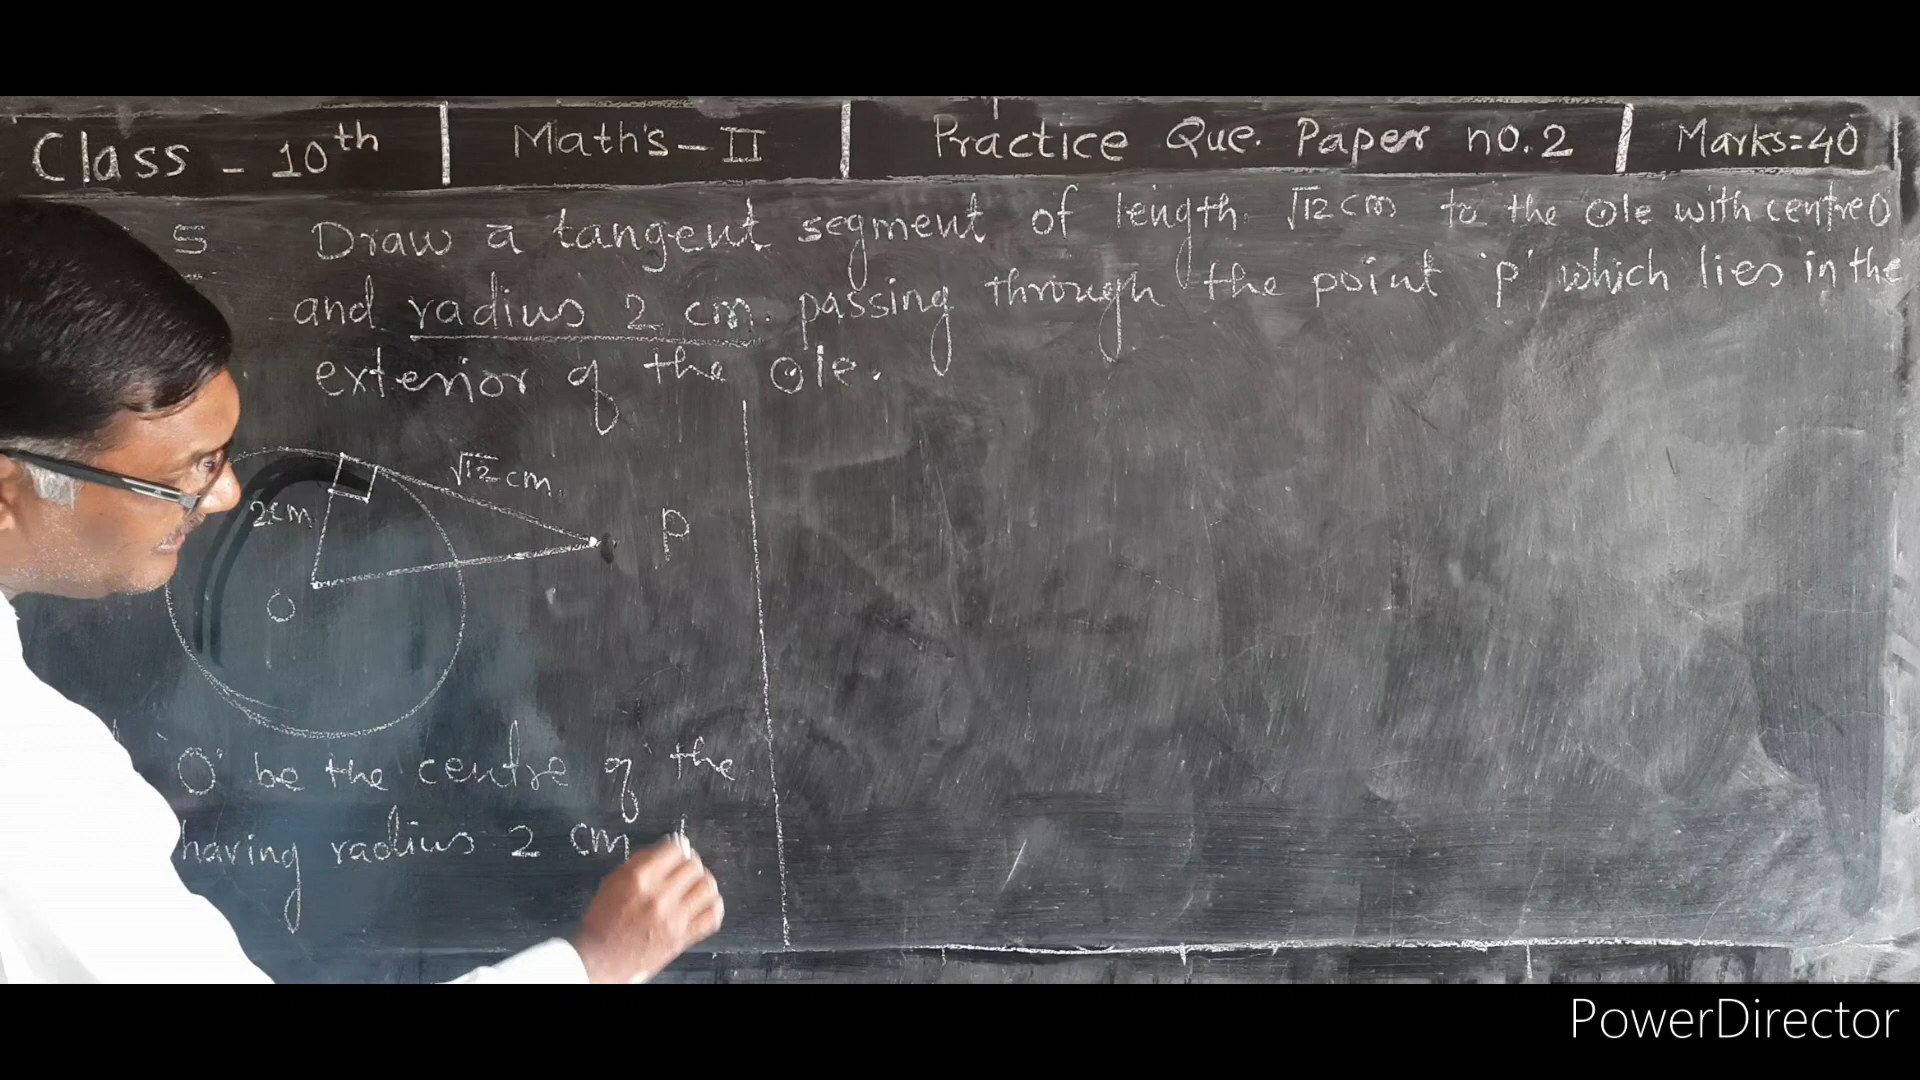 Class - 10th | Math's - II | Practice Que. Paper no.2 | Marks=40
5 Draw a tangent segment of length √12 cm to the ⊙le with centre O
and radius 2 cm passing through the point 'P' which lies in the
exterior of the ⊙le.
√12 cm.
2cm
P
O
'O' be the centre of the
having radius 2 cm
PowerDirector